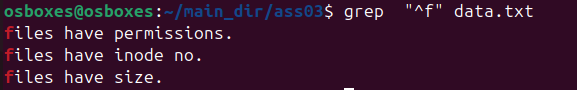 osboxes@osboxes:~/main_dir/ass03$ grep  "^f" data.txt
files have permissions.
files have inode no.
files have size.